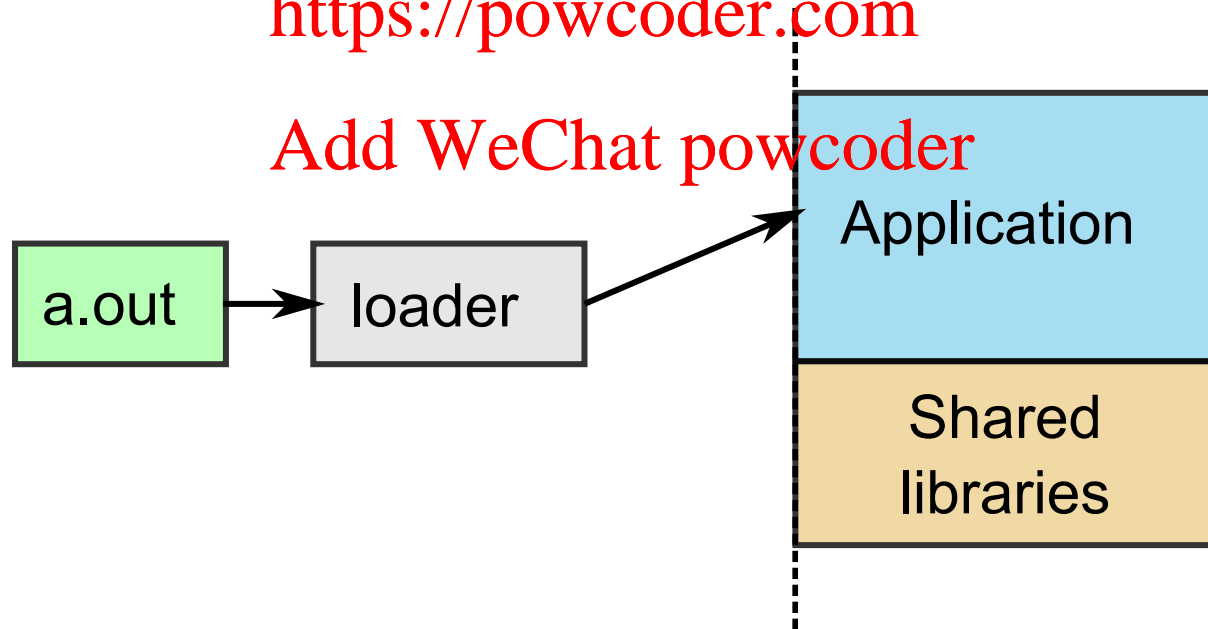 https://powcoder.com
Add WeChat powcoder
Application
a.out
loader
Shared
libraries